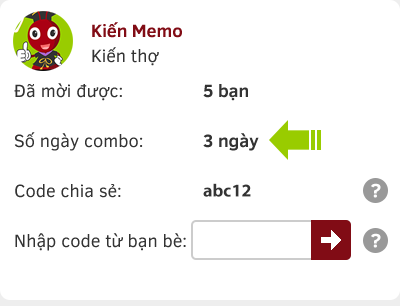 Kiến Memo
Kiến thợ
Đã mời được: 5 bạn
Số ngày combo: 3 ngày
Code chia sẻ: abc12 ?
Nhập code từ bạn bè: ?